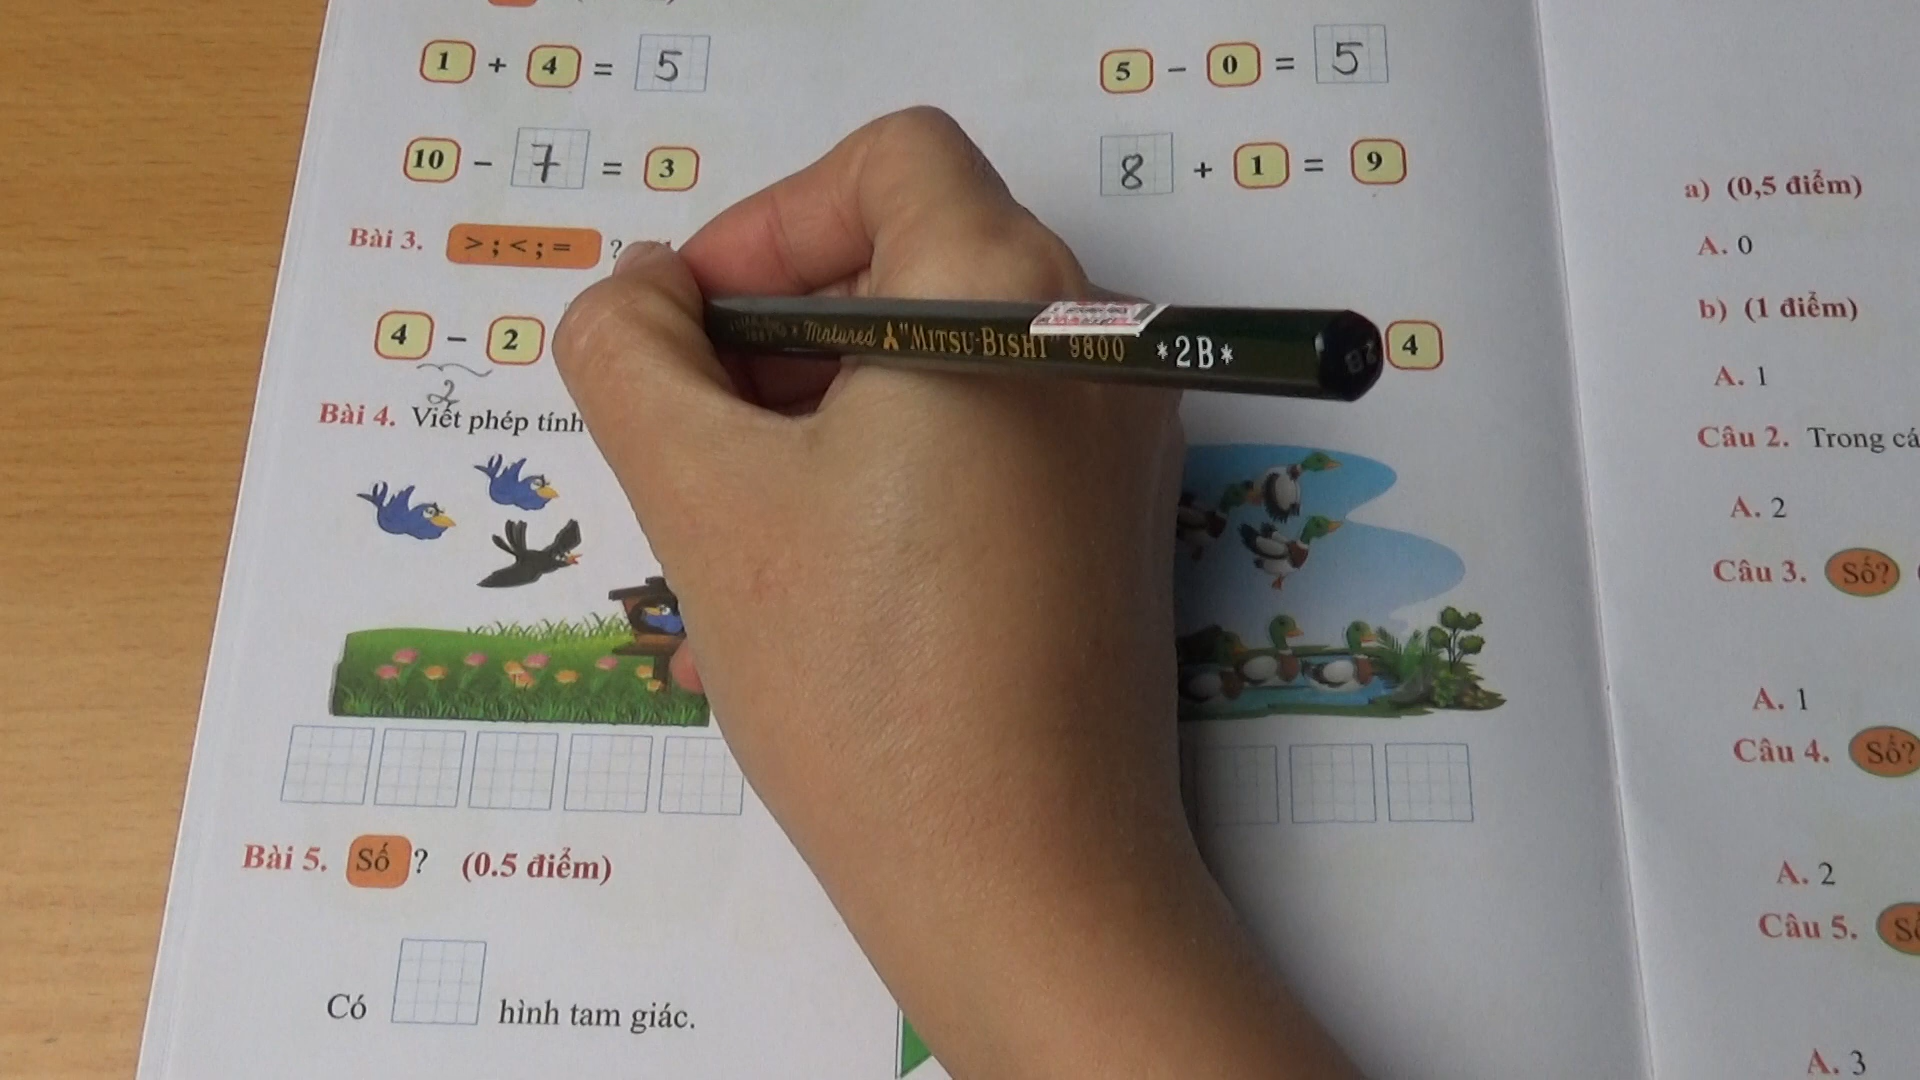 1 + 4 = 5
5 - 0 = 5
10 - 7 = 3
8 + 1 = 9
Bài 3. > ; < ; = ?
4 - 2
4
2
Matured "MITSU-BISHI" 9800 *2B*
2B
Bài 4. Viết phép tính
Bài 5. Số ? (0.5 điểm)
Có hình tam giác.
a) (0,5 điểm)
A. 0
b) (1 điểm)
A. 1
Câu 2. Trong
A. 2
Câu 3. Số?
A. 1
Câu 4. Số?
A. 2
Câu 5.
A. 3